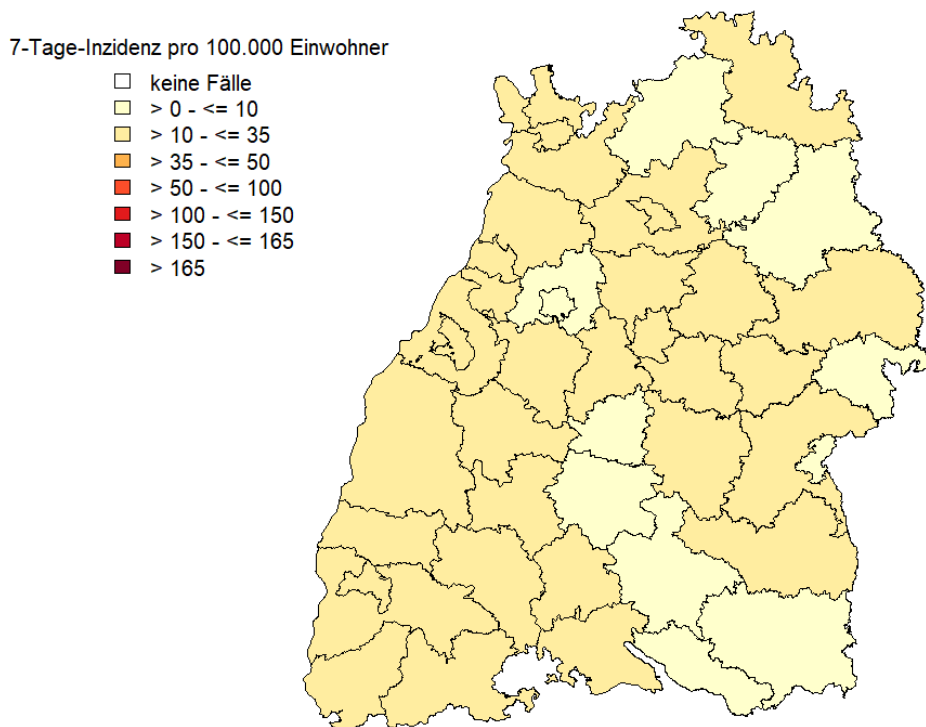 7-Tage-Inzidenz pro 100.000 Einwohner
keine Fälle
> 0 - <= 10
> 10 - <= 35
> 35 - <= 50
> 50 - <= 100
> 100 - <= 150
> 150 - <= 165
> 165